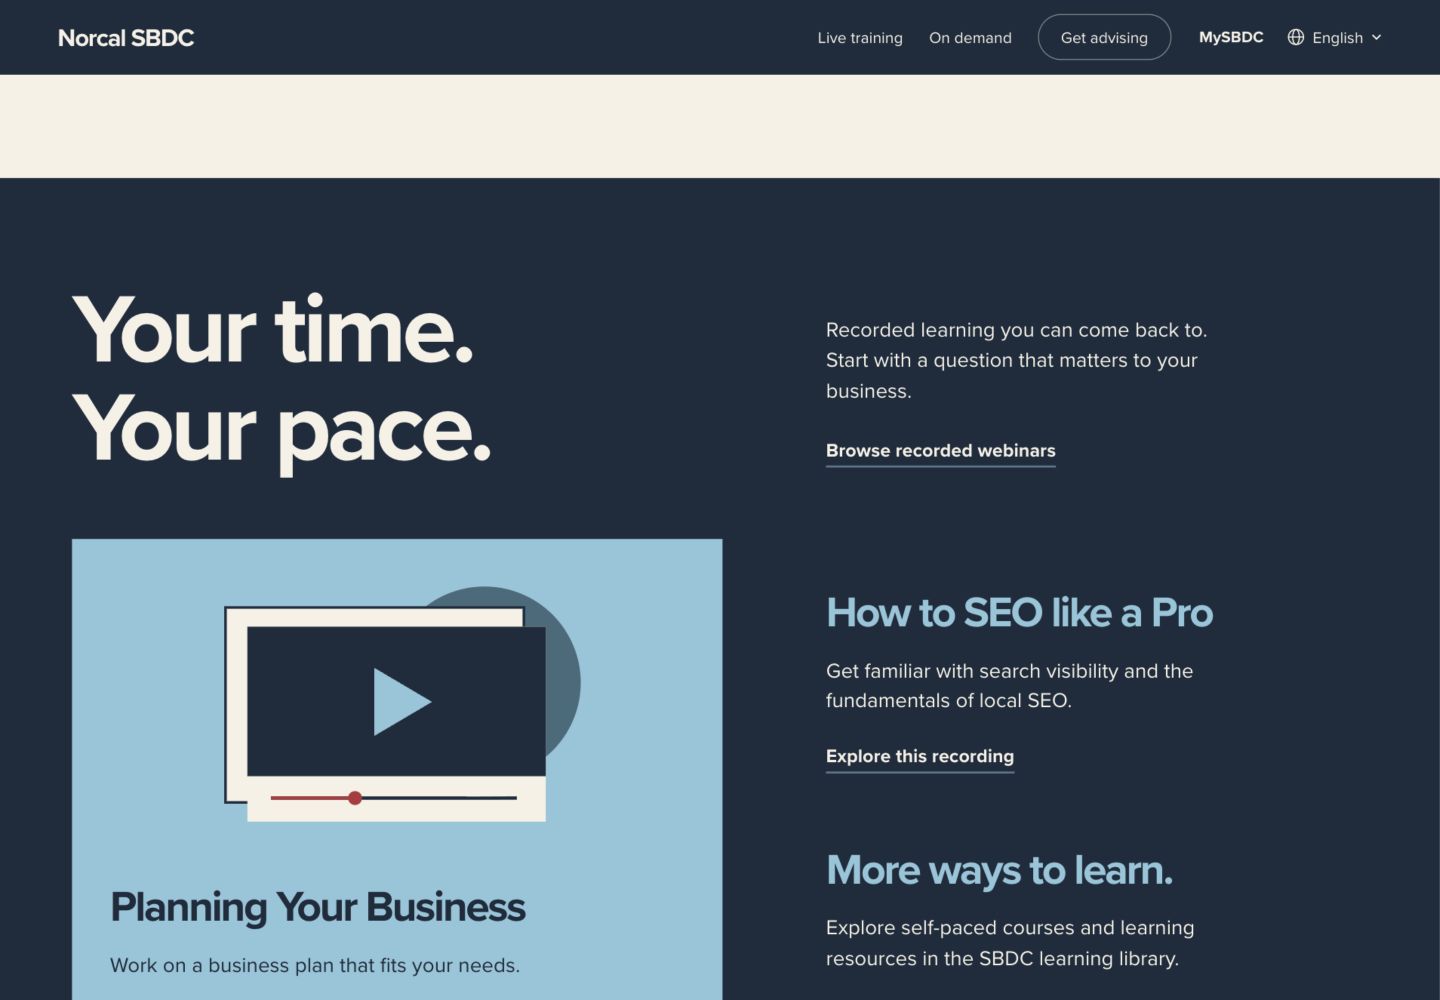 Norcal SBDC
Live training
On demand
Get advising
MySBDC
English
Your time.
Your pace.
Recorded learning you can come back to.
Start with a question that matters to your
business.
Browse recorded webinars
How to SEO like a Pro
Get familiar with search visibility and the
fundamentals of local SEO.
Explore this recording
More ways to learn.
Explore self-paced courses and learning
resources in the SBDC learning library.
Planning Your Business
Work on a business plan that fits your needs.